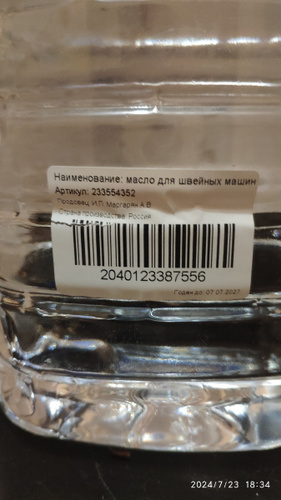 Наименование: масло для швейных машин
Артикул: 233554352
Продавец: И.П. Маргарян А.В.
Страна производства: Россия
2040123387556
Годен до: 07.07.2027
2024/7/23 18:34